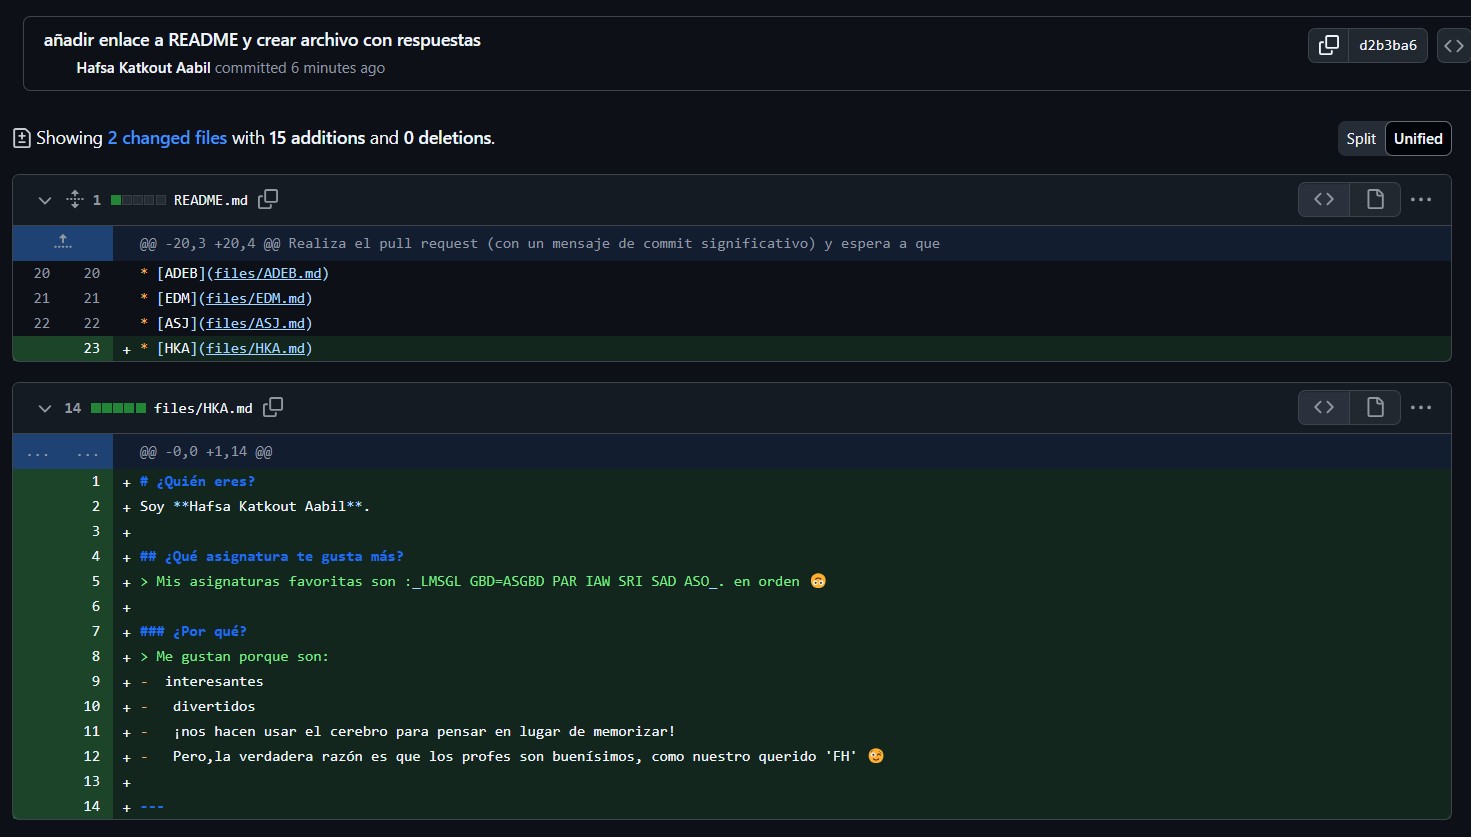 añadir enlace a README y crear archivo con respuestas
Hafsa Katkout Aabil committed 6 minutes ago
d2b3ba6
Showing 2 changed files with 15 additions and 0 deletions.
Split Unified
1 README.md
@@ -20,3 +20,4 @@ Realiza el pull request (con un mensaje de commit significativo) y espera a que
20 20 * [ADEB](files/ADEB.md)
21 21 * [EDM](files/EDM.md)
22 22 * [ASJ](files/ASJ.md)
23 + * [HKA](files/HKA.md)
14 files/HKA.md
... ... @@ -0,0 +1,14 @@
1 + # ¿Quién eres?
2 + Soy **Hafsa Katkout Aabil**.
3 +
4 + ## ¿Qué asignatura te gusta más?
5 + > Mis asignaturas favoritas son :_LMSGL GBD=ASGBD PAR IAW SRI SAD ASO_. en orden 🙃
6 +
7 + ### ¿Por qué?
8 + > Me gustan porque son:
9 + - interesantes
10 + - divertidos
11 + - ¡nos hacen usar el cerebro para pensar en lugar de memorizar!
12 + - Pero,la verdadera razón es que los profes son buenísimos, como nuestro querido 'FH' 😉
13 +
14 + ---